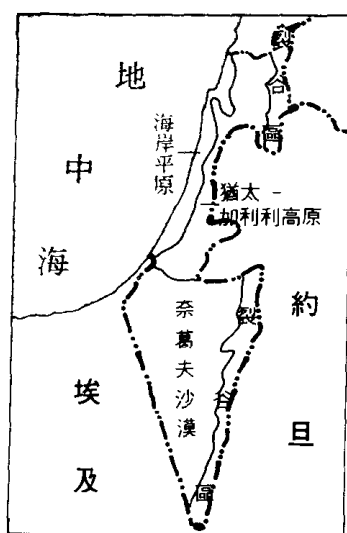 地中海
裂谷區
海岸平原
猶太-
加利利高原
奈葛夫沙漠
裂谷區
約旦
埃及